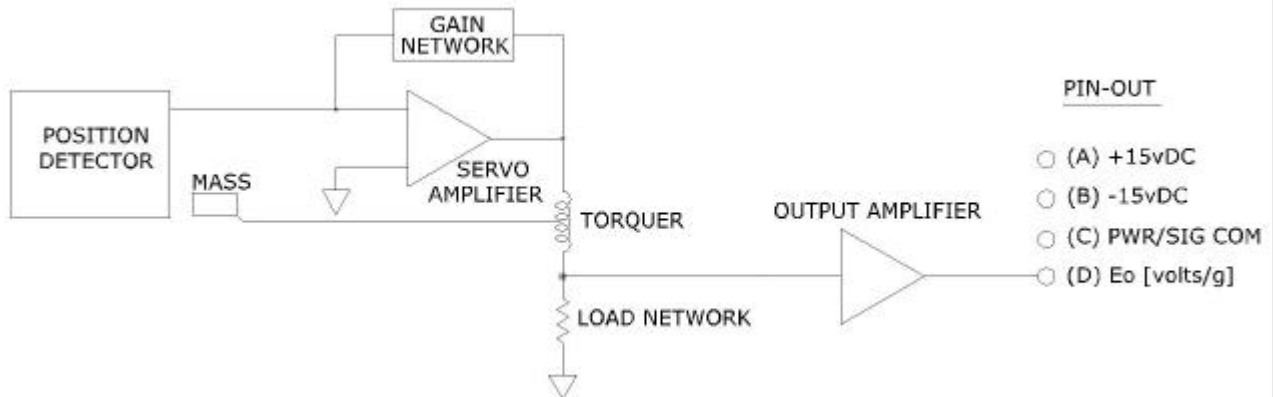 GAIN
NETWORK
POSITION
DETECTOR
MASS
SERVO
AMPLIFIER
TORQUER
OUTPUT AMPLIFIER
LOAD NETWORK
PIN-OUT
(A) +15vDC
(B) -15vDC
(C) PWR/SIG COM
(D) Eo [volts/g]